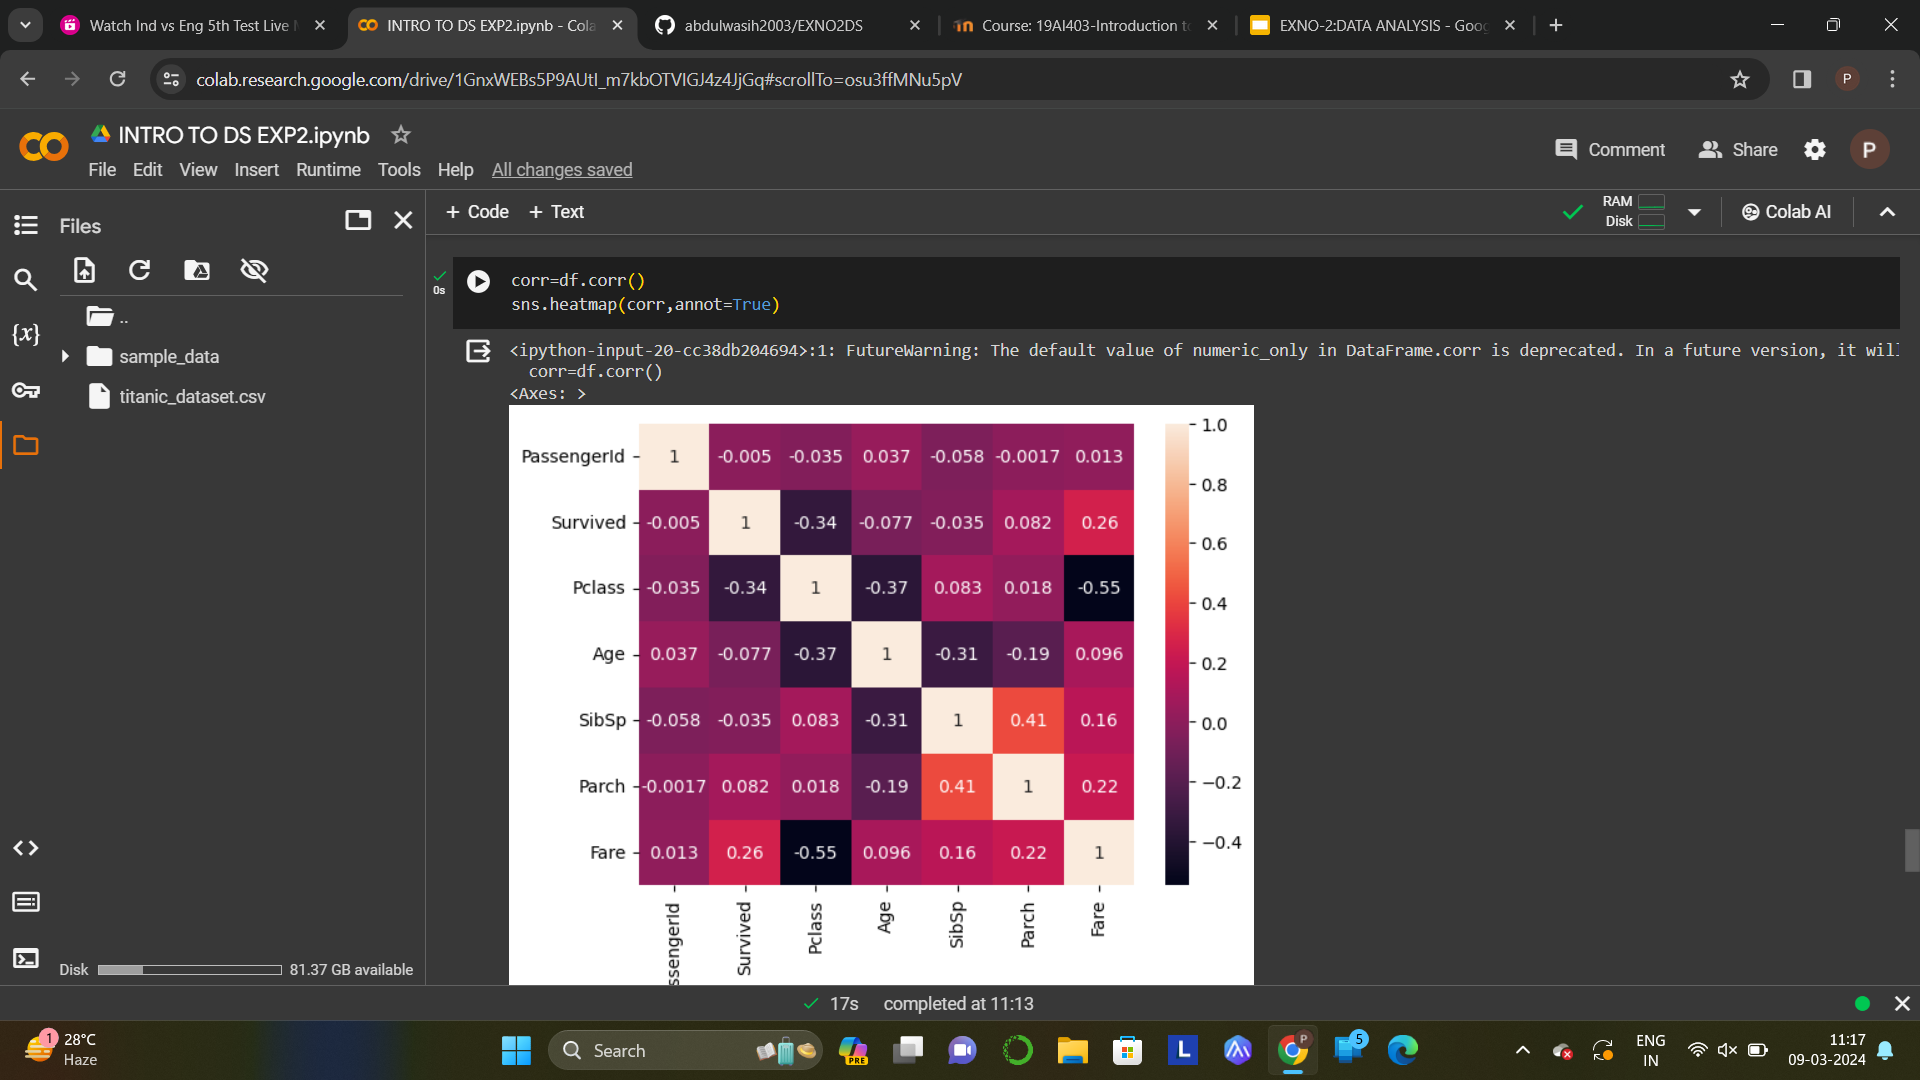 Watch Ind vs Eng 5th Test Live
INTRO TO DS EXP2.ipynb - Cola
abdulwasih2003/EXNO2DS
Course: 19AI403-Introduction to
EXNO-2:DATA ANALYSIS - Goog
colab.research.google.com/drive/1GnxWEBs5P9AUtI_m7kbOTVIGJ4z4JjGq#scrollTo=osu3ffMNu5pV
P
INTRO TO DS EXP2.ipynb
File Edit View Insert Runtime Tools Help All changes saved
Comment Share P
Files
+ Code + Text
RAM
Disk
Colab AI
{x}
..
sample_data
titanic_dataset.csv
0s
corr=df.corr()
sns.heatmap(corr,annot=True)
<ipython-input-20-cc38db204694>:1: FutureWarning: The default value of numeric_only in DataFrame.corr is deprecated. In a future version, it will
corr=df.corr()
<Axes: >
PassengerId 1 -0.005 -0.035 0.037 -0.058 -0.0017 0.013
Survived -0.005 1 -0.34 -0.077 -0.035 0.082 0.26
Pclass -0.035 -0.34 1 -0.37 0.083 0.018 -0.55
Age 0.037 -0.077 -0.37 1 -0.31 -0.19 0.096
SibSp -0.058 -0.035 0.083 -0.31 1 0.41 0.16
Parch -0.0017 0.082 0.018 -0.19 0.41 1 0.22
Fare 0.013 0.26 -0.55 0.096 0.16 0.22 1
1.0
0.8
0.6
0.4
0.2
0.0
−0.2
−0.4
ssengerId Survived Pclass Age SibSp Parch Fare
Disk 81.37 GB available
17s completed at 11:13
1
28°C
Haze
Search
PRE
L
P
5
ENG
IN
11:17
09-03-2024